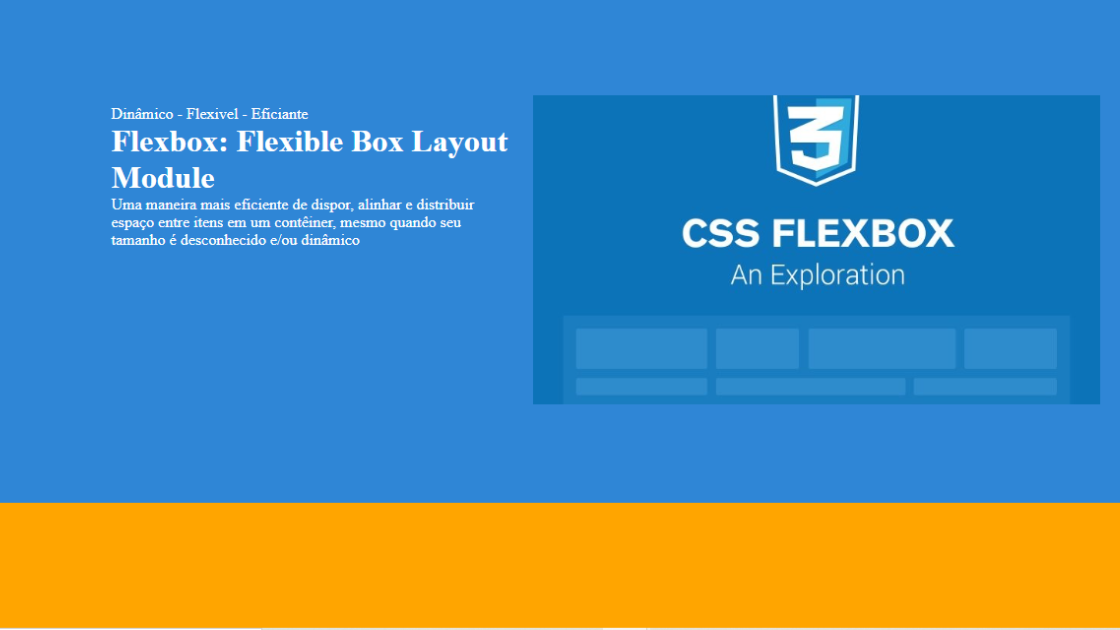 Dinâmico - Flexivel - Eficiante
Flexbox: Flexible Box Layout
Module
Uma maneira mais eficiente de dispor, alinhar e distribuir
espaço entre itens em um contêiner, mesmo quando seu
tamanho é desconhecido e/ou dinâmico
3
CSS FLEXBOX
An Exploration